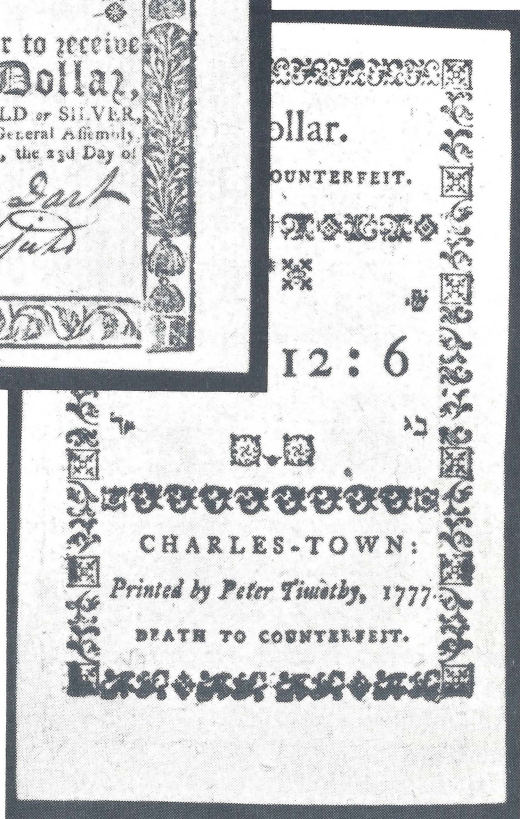 r to receive
Dollar,
LD or SILVER,
General Assembly,
, the 23d Day of
Dart
ollar.
OUNTERFEIT.
12 : 6
CHARLES-TOWN:
Printed by Peter Timothy, 1777.
DEATH TO COUNTERFEIT.